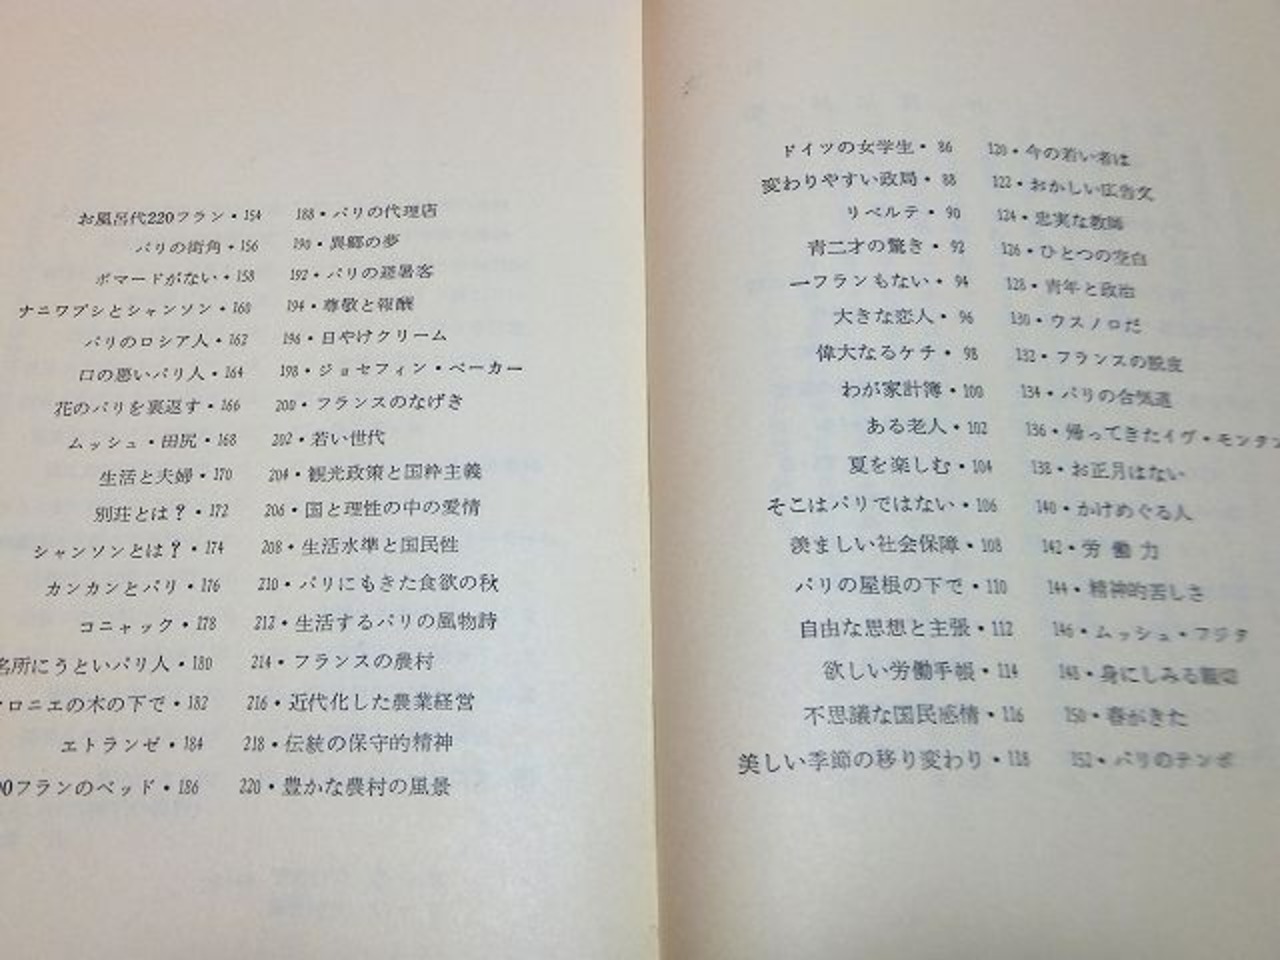 お風呂代220フラン・154
パリの街角・156
ポマードがない・158
ナニワブシとシャンソン・160
パリのロシア人・162
口の悪いパリ人・164
花のパリを裏返す・166
ムッシュ・田尻・168
生活と夫婦・170
別荘とは?・172
シャンソンとは?・174
カンカンとパリ・176
コニャック・178
名所にうといパリ人・180
ロニエの木の下で・182
エトランゼ・184
00フランのベッド・186
188・パリの代理店
190・異郷の夢
192・パリの避暑客
194・尊敬と報酬
196・日やけクリーム
198・ジョセフィン・ベーカー
200・フランスのなげき
202・若い世代
204・観光政策と国粋主義
206・国と理性の中の愛情
208・生活水準と国民性
210・パリにもきた食欲の秋
212・生活するパリの風物詩
214・フランスの農村
216・近代化した農業経営
218・伝統の保守的精神
220・豊かな農村の風景
ドイツの女学生・86
変わりやすい政局・88
リベルテ・90
青二才の驚き・92
一フランもない・94
大きな恋人・96
偉大なるケチ・98
わが家計簿・100
ある老人・102
夏を楽しむ・104
そこはパリではない・106
羨ましい社会保障・108
パリの屋根の下で・110
自由な思想と主張・112
欲しい労働手帳・114
不思議な国民感情・116
美しい季節の移り変わり・118
120・今の若い者は
122・おかしい広告文
124・忠実な教師
126・ひとつの空白
128・青年と政治
130・ウスノロだ
132・フランスの脱皮
134・パリの合気道
136・帰ってきたイヴ・モンタン
138・お正月はない
140・かけめぐる人
142・労働力
144・精神的苦しさ
146・ムッシュ・フジタ
148・身にしみる親切
150・春がきた
152・パリのテンポ